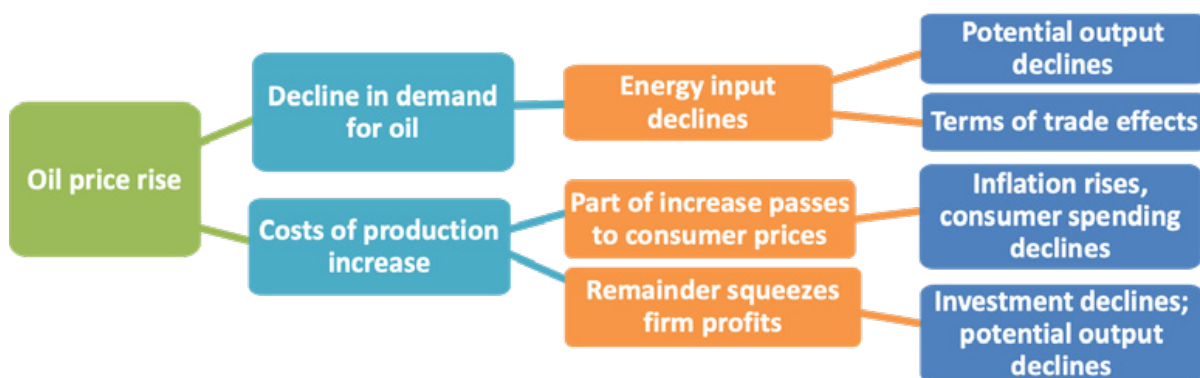 Oil price rise
Decline in demand
for oil
Costs of production
increase
Energy input
declines
Part of increase passes
to consumer prices
Remainder squeezes
firm profits
Potential output
declines
Terms of trade effects
Inflation rises,
consumer spending
declines
Investment declines;
potential output
declines